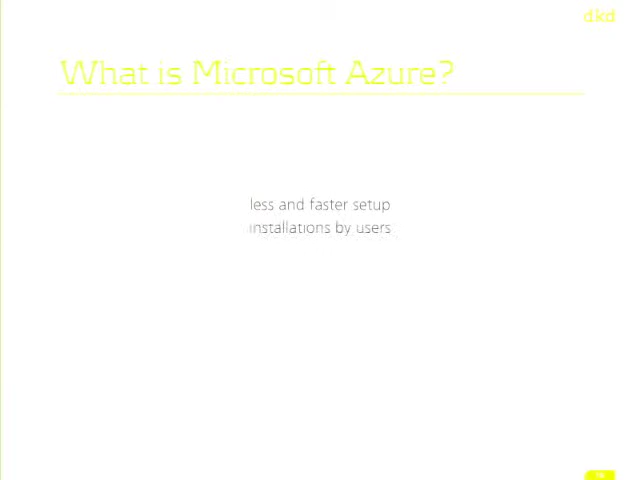 dkd
What is Microsoft Azure?
less and faster setup
installations by users